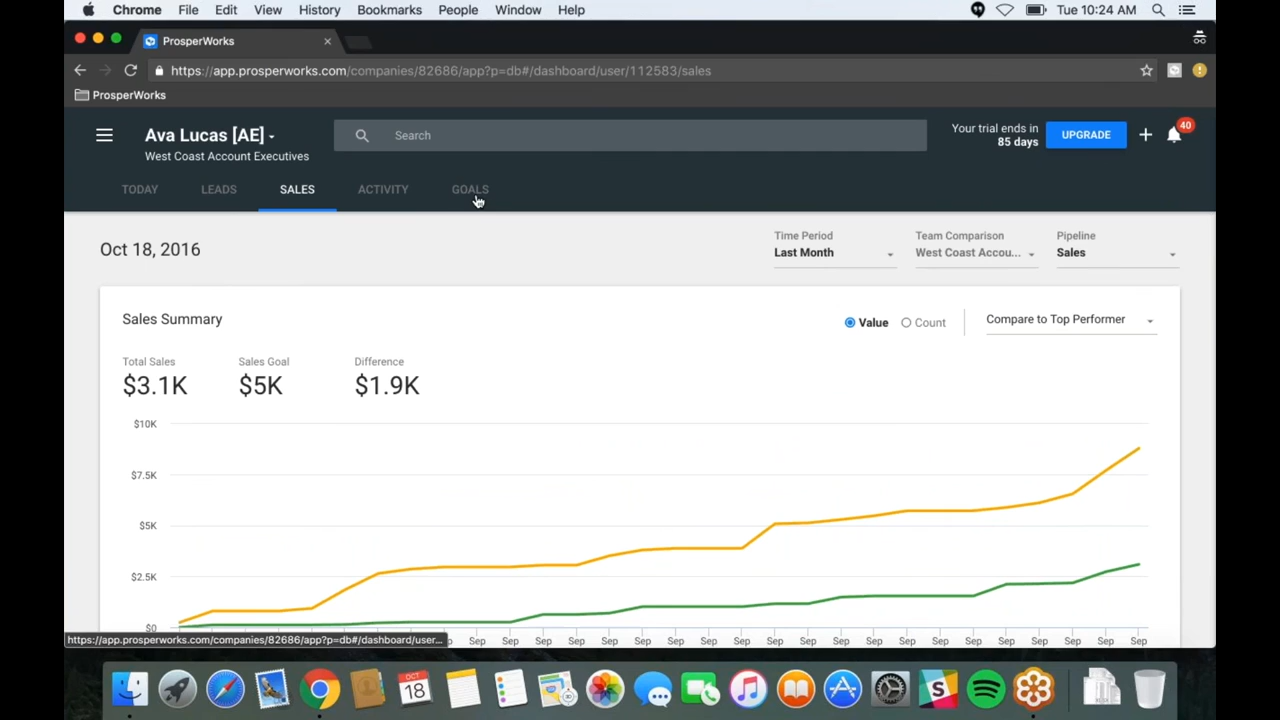 Chrome File Edit View History Bookmarks People Window Help Tue 10:24 AM
ProsperWorks
https://app.prosperworks.com/companies/82686/app?p=db#/dashboard/user/112583/sales
ProsperWorks
Ava Lucas [AE]
West Coast Account Executives
Search
Your trial ends in
85 days
UPGRADE
40
TODAY LEADS SALES ACTIVITY GOALS
Oct 18, 2016
Time Period
Last Month
Team Comparison
West Coast Accou...
Pipeline
Sales
Sales Summary
Value Count
Compare to Top Performer
Total Sales Sales Goal Difference
$3.1K $5K $1.9K
$10K
$7.5K
$5K
$2.5K
$0
Sep Sep Sep Sep Sep Sep Sep Sep Sep Sep Sep Sep Sep Sep Sep Sep Sep Sep Sep Sep Sep
https://app.prosperworks.com/companies/82686/app?p=db#/dashboard/user...
OCT
18